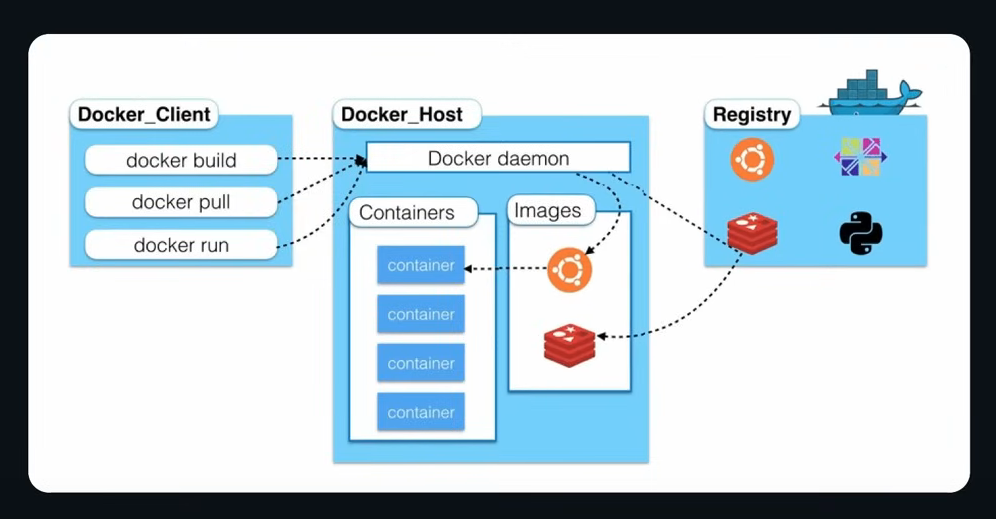 Docker_Client
docker build
docker pull
docker run
Docker_Host
Docker daemon
Containers
container
container
container
container
Images
Registry